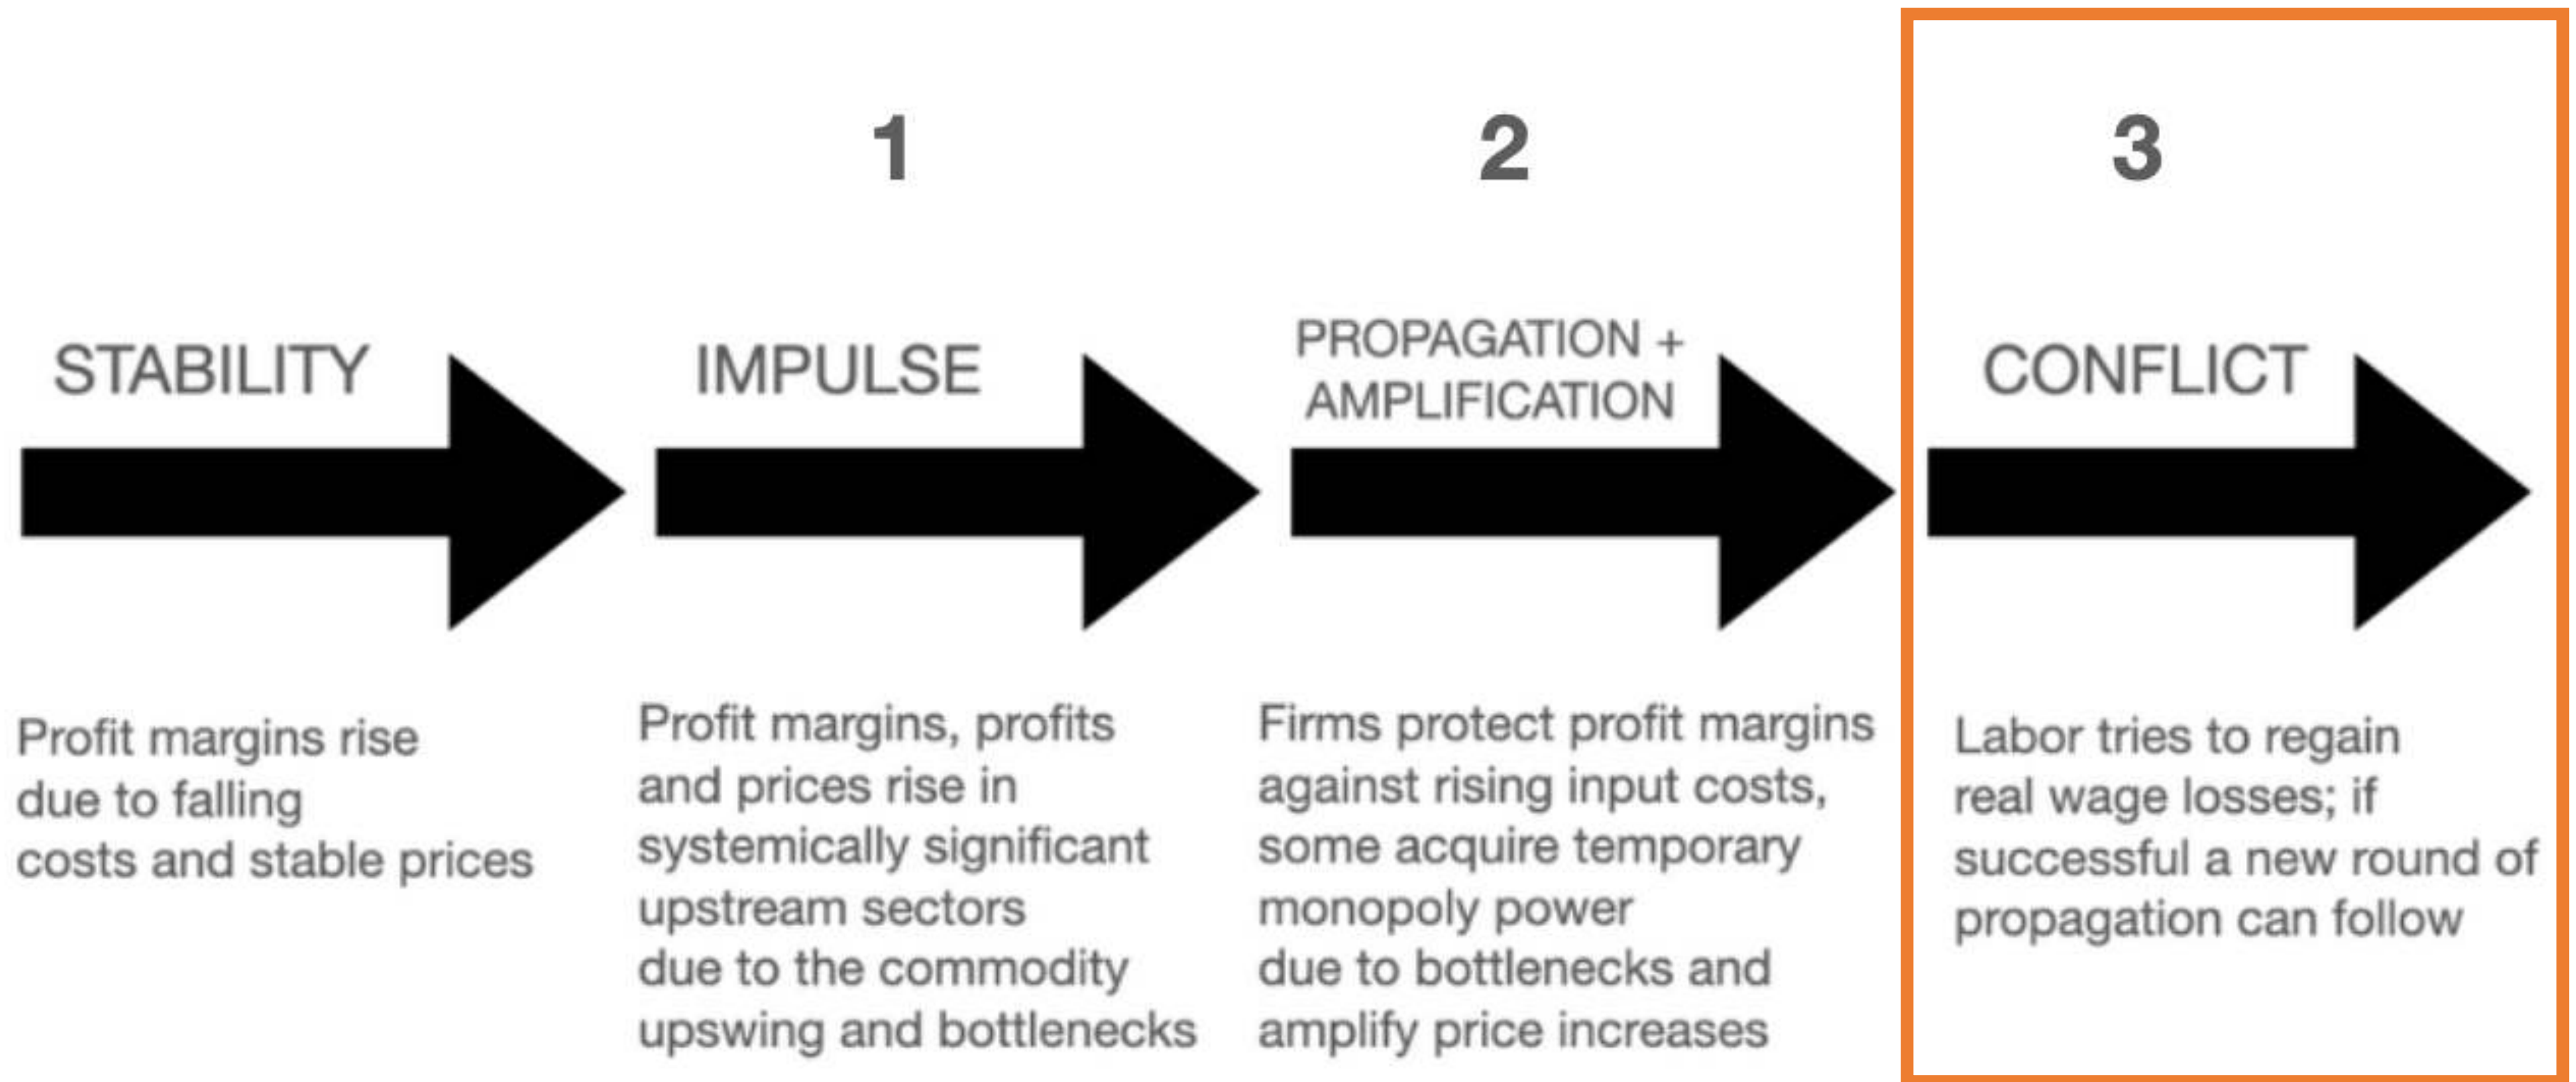 1
2
3
STABILITY
IMPULSE
PROPAGATION +
AMPLIFICATION
CONFLICT
Profit margins rise
due to falling
costs and stable prices
Profit margins, profits
and prices rise in
systemically significant
upstream sectors
due to the commodity
upswing and bottlenecks
Firms protect profit margins
against rising input costs,
some acquire temporary
monopoly power
due to bottlenecks and
amplify price increases
Labor tries to regain
real wage losses; if
successful a new round of
propagation can follow